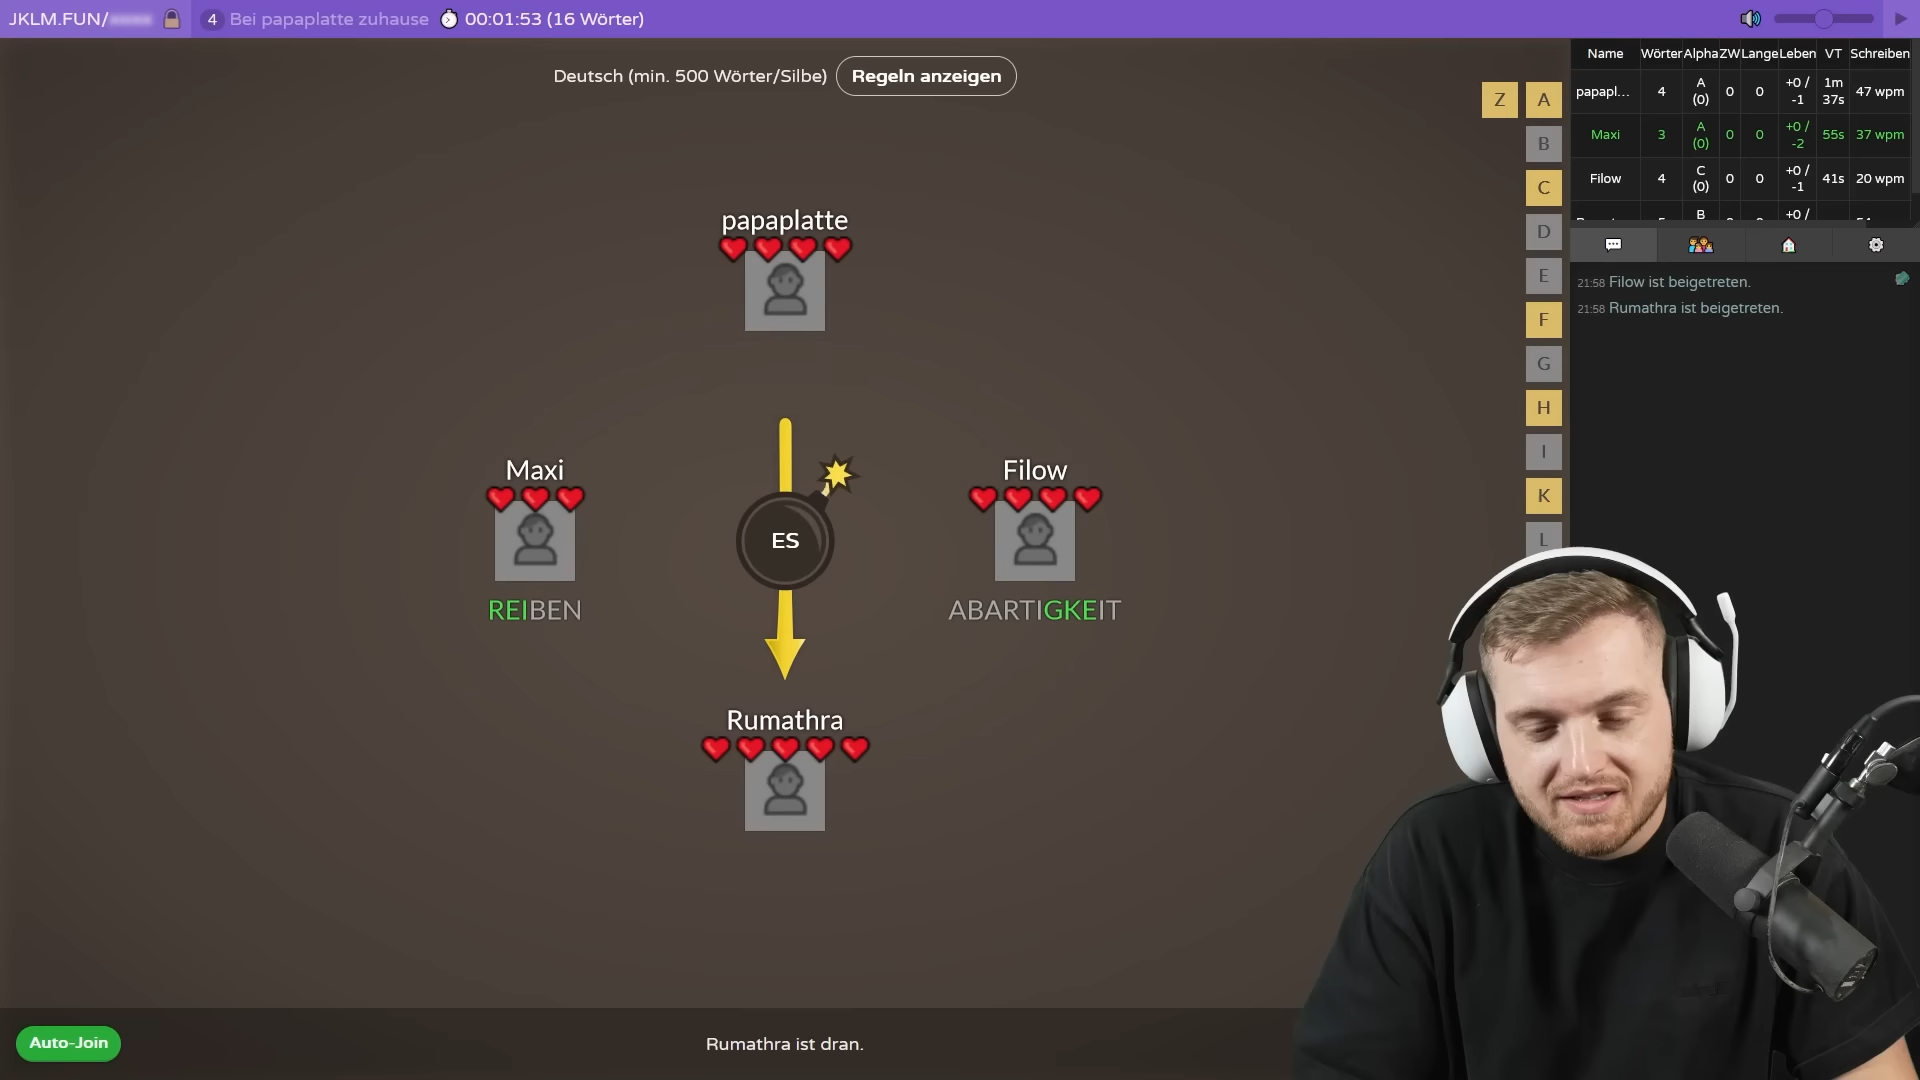 JKLM.FUN/
4 Bei papaplatte zuhause 00:01:53 (16 Wörter)
Deutsch (min. 500 Wörter/Silbe) Regeln anzeigen
Name Wörter Alpha ZW Lange Leben VT Schreiben
papapl... 4 A (0) 0 0 +0 / -1 1m 37s 47 wpm
Maxi 3 A (0) 0 0 +0 / -2 55s 37 wpm
Filow 4 C (0) 0 0 +0 / -1 41s 20 wpm
B +0 /
21:58 Filow ist beigetreten.
21:58 Rumathra ist beigetreten.
Z A
B
C
D
E
F
G
H
I
K
L
papaplatte
Maxi
REIBEN
ES
Filow
ABARTIGKEIT
Rumathra
Auto-Join
Rumathra ist dran.